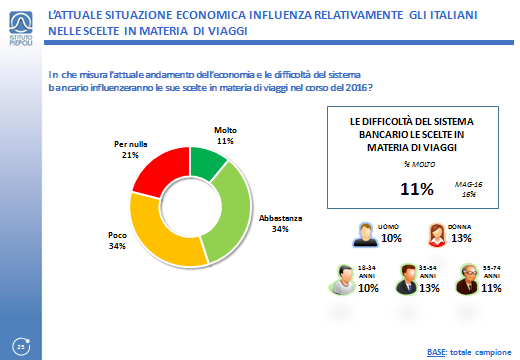 ISTITUTO
PIEPOLI
L'ATTUALE SITUAZIONE ECONOMICA INFLUENZA RELATIVAMENTE GLI ITALIANI
NELLE SCELTE IN MATERIA DI VIAGGI
In che misura l'attuale andamento dell'economia e le difficoltà del sistema
bancario influenzeranno le sue scelte in materia di viaggi nel corso del 2016?
Molto
11%
Abbastanza
34%
Poco
34%
Per nulla
21%
LE DIFFICOLTÀ DEL SISTEMA
BANCARIO LE SCELTE IN
MATERIA DI VIAGGI
% MOLTO
11%
MAG-16
16%
UOMO
10%
DONNA
13%
18-34
ANNI
10%
35-54
ANNI
13%
55-74
ANNI
11%
25
BASE: totale campione